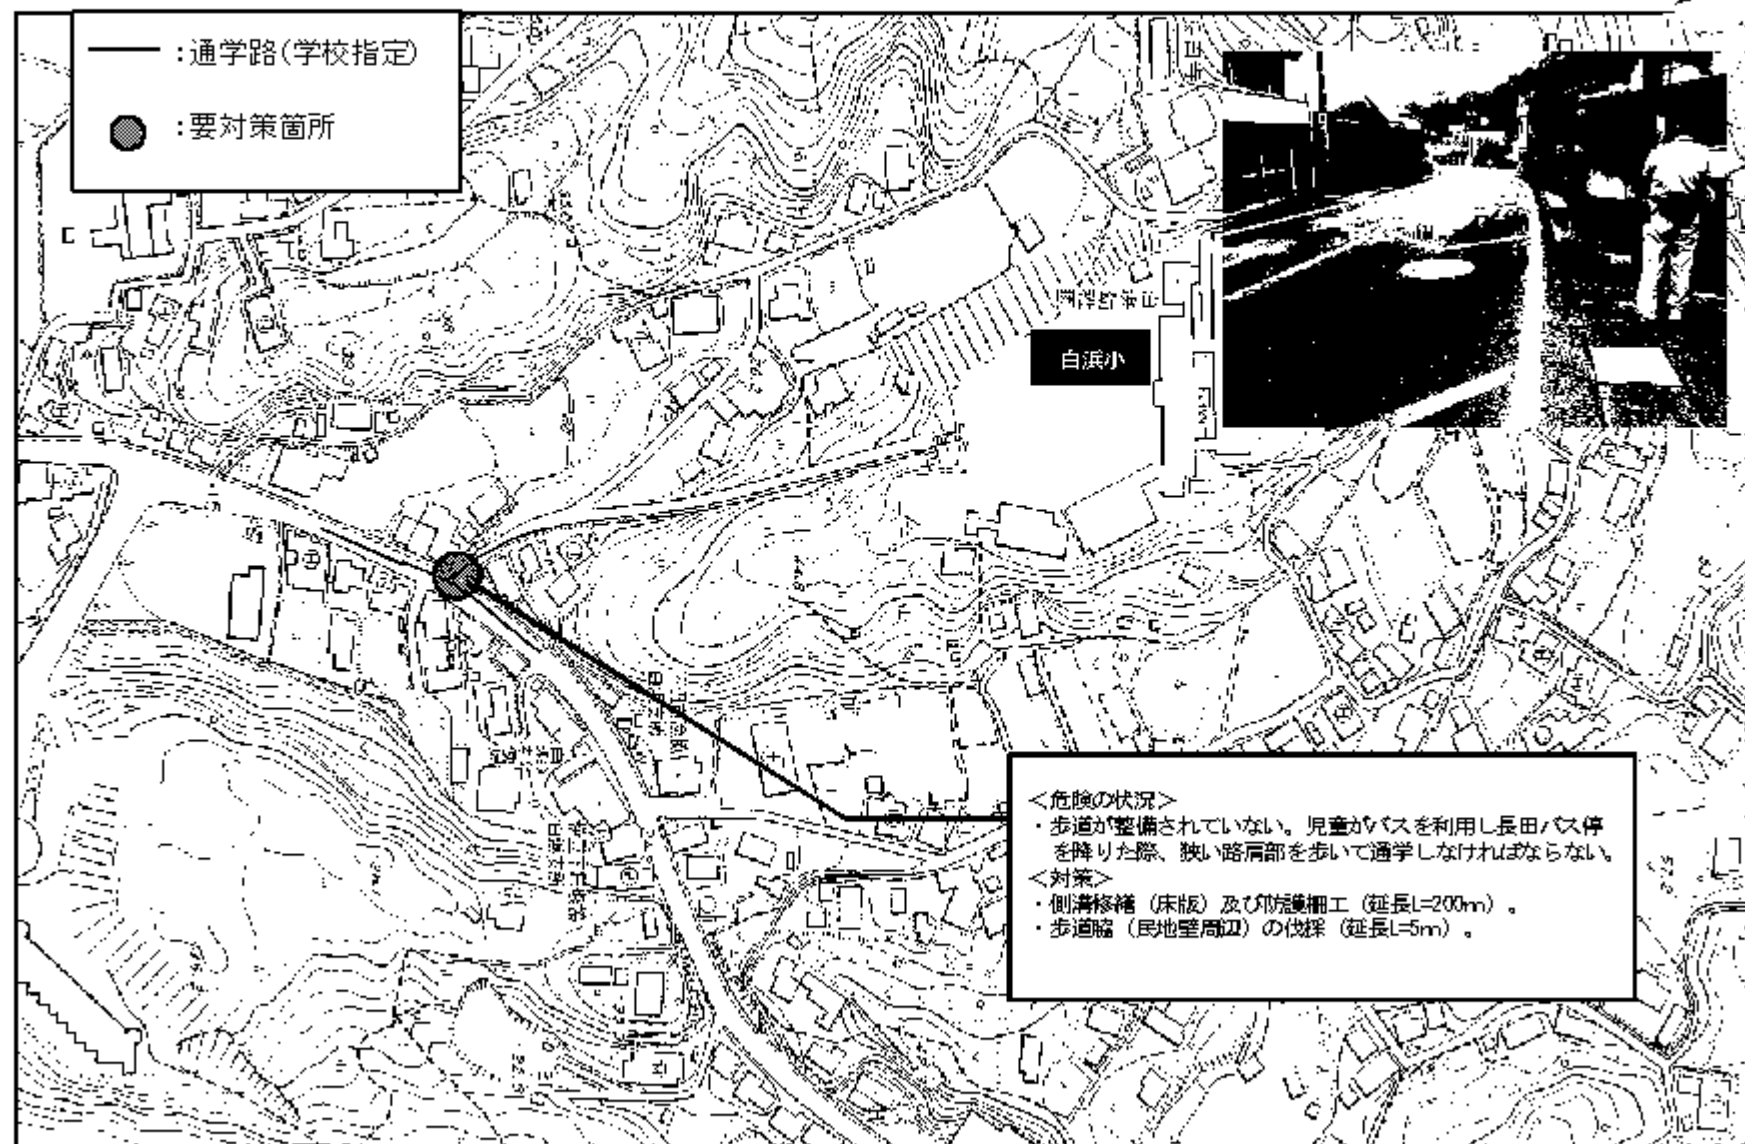 ：通学路（学校指定）
：要対策箇所
白浜小
＜危険の状況＞
・歩道が整備されていない。児童がバスを利用し長田バス停
を降りた際、狭い路肩部を歩いて通学しなければならない。
＜対策＞
・側溝修繕（床版）及び防護柵工（延長L=200m）。
・歩道脇（民地壁周辺）の伐採（延長L=5m）。